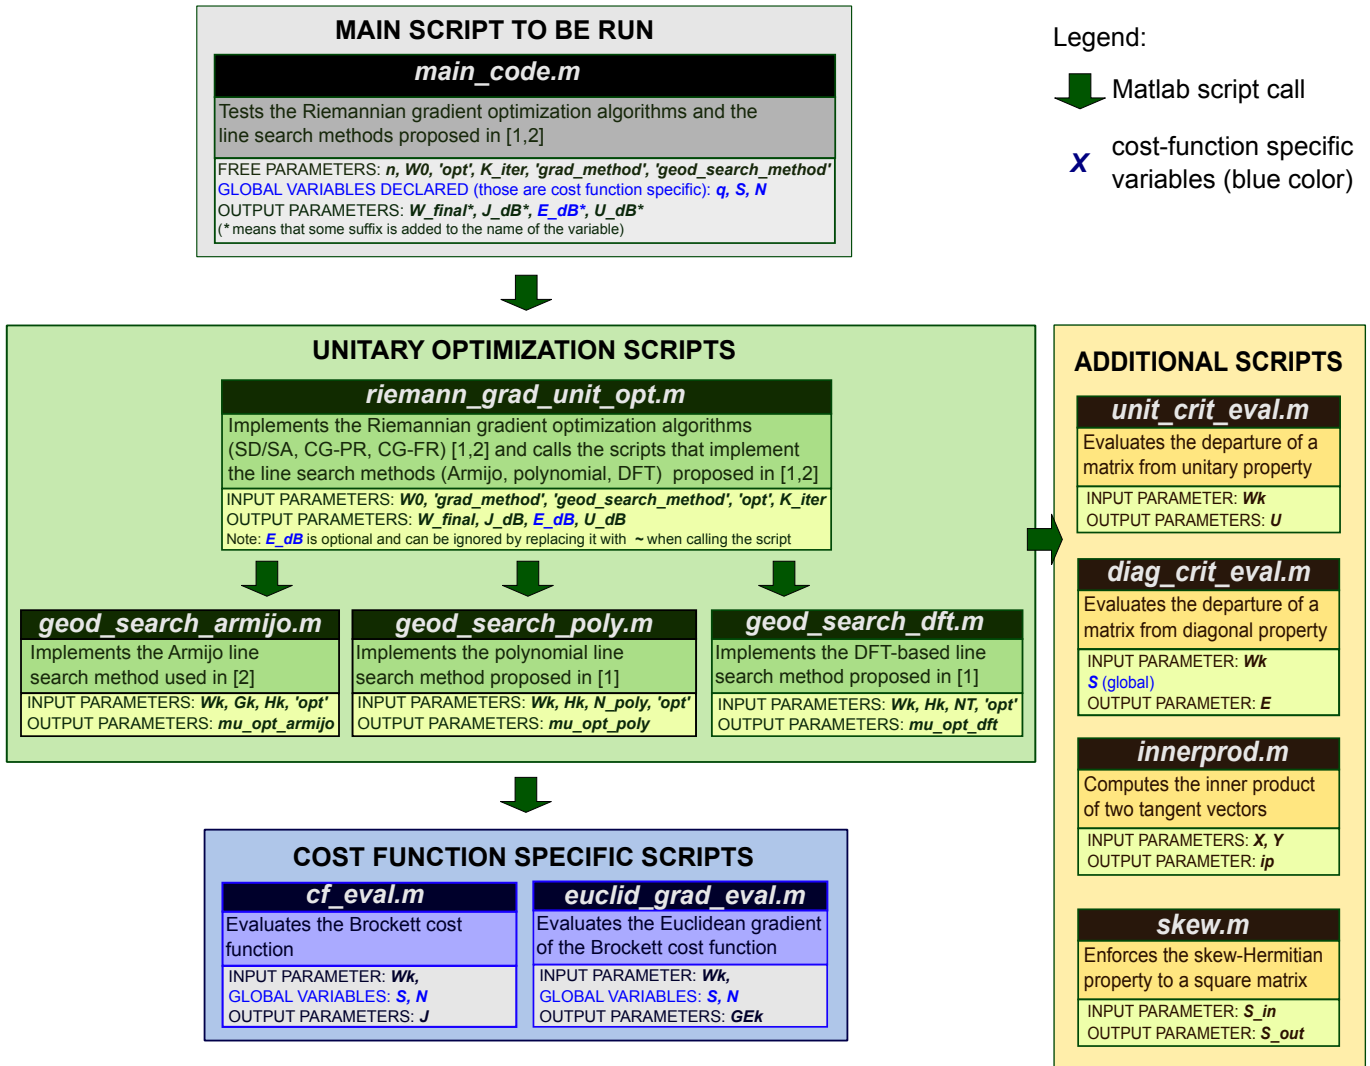 MAIN SCRIPT TO BE RUN
main_code.m
Tests the Riemannian gradient optimization algorithms and the
line search methods proposed in [1,2]
FREE PARAMETERS: n, W0, 'opt', K_iter, 'grad_method', 'geod_search_method'
GLOBAL VARIABLES DECLARED (those are cost function specific): q, S, N
OUTPUT PARAMETERS: W_final*, J_dB*, E_dB*, U_dB*
(* means that some suffix is added to the name of the variable)
Legend:
Matlab script call
X
cost-function specific
variables (blue color)
UNITARY OPTIMIZATION SCRIPTS
riemann_grad_unit_opt.m
Implements the Riemannian gradient optimization algorithms
(SD/SA, CG-PR, CG-FR) [1,2] and calls the scripts that implement
the line search methods (Armijo, polynomial, DFT) proposed in [1,2]
INPUT PARAMETERS: W0, 'grad_method', 'geod_search_method', 'opt', K_iter
OUTPUT PARAMETERS: W_final, J_dB, E_dB, U_dB
Note: E_dB is optional and can be ignored by replacing it with ~ when calling the script
geod_search_armijo.m
Implements the Armijo line
search method used in [2]
INPUT PARAMETERS: Wk, Gk, Hk, 'opt'
OUTPUT PARAMETERS: mu_opt_armijo
geod_search_poly.m
Implements the polynomial line
search method proposed in [1]
INPUT PARAMETERS: Wk, Hk, N_poly, 'opt'
OUTPUT PARAMETERS: mu_opt_poly
geod_search_dft.m
Implements the DFT-based line
search method proposed in [1]
INPUT PARAMETERS: Wk, Hk, NT, 'opt'
OUTPUT PARAMETERS: mu_opt_dft
ADDITIONAL SCRIPTS
unit_crit_eval.m
Evaluates the departure of a
matrix from unitary property
INPUT PARAMETER: Wk
OUTPUT PARAMETERS: U
diag_crit_eval.m
Evaluates the departure of a
matrix from diagonal property
INPUT PARAMETER: Wk
S (global)
OUTPUT PARAMETER: E
innerprod.m
Computes the inner product
of two tangent vectors
INPUT PARAMETERS: X, Y
OUTPUT PARAMETER: ip
skew.m
Enforces the skew-Hermitian
property to a square matrix
INPUT PARAMETER: S_in
OUTPUT PARAMETER: S_out
COST FUNCTION SPECIFIC SCRIPTS
cf_eval.m
Evaluates the Brockett cost
function
INPUT PARAMETER: Wk,
GLOBAL VARIABLES: S, N
OUTPUT PARAMETERS: J
euclid_grad_eval.m
Evaluates the Euclidean gradient
of the Brockett cost function
INPUT PARAMETER: Wk,
GLOBAL VARIABLES: S, N
OUTPUT PARAMETERS: GEk